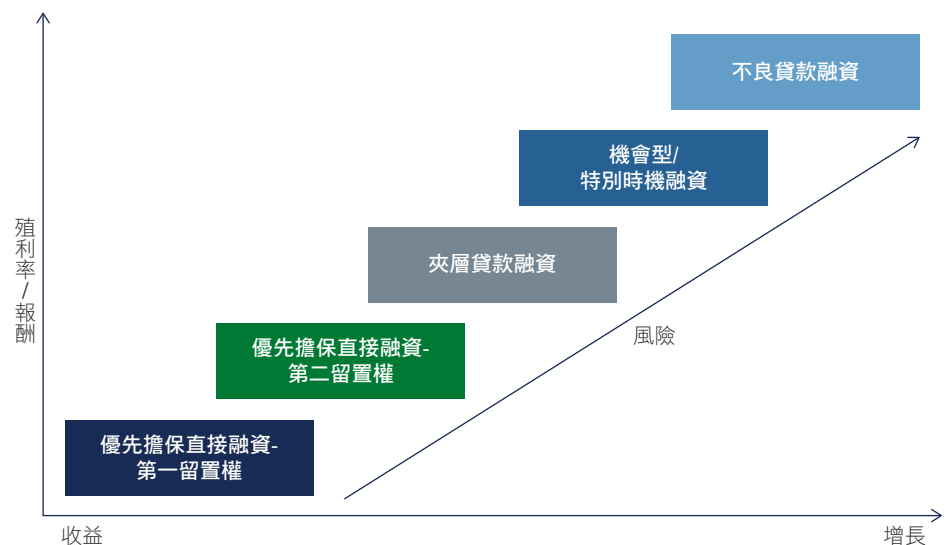 不良貸款融資
機會型/
特別時機融資
殖利率/報酬
夾層貸款融資
風險
優先擔保直接融資-
第二留置權
優先擔保直接融資-
第一留置權
收益
增長